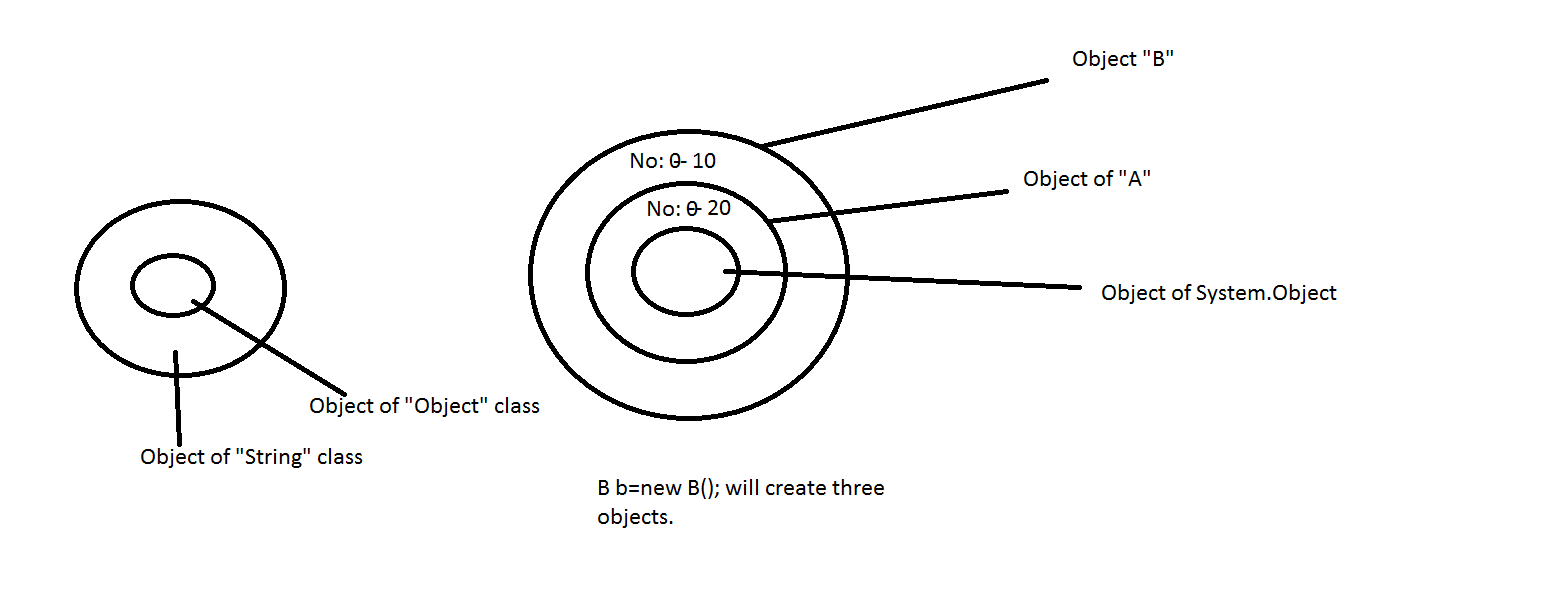 Object "B"
No: 0- 10
Object of "A"
No: 0- 20
Object of System.Object
Object of "Object" class
Object of "String" class
B b=new B(); will create three
objects.